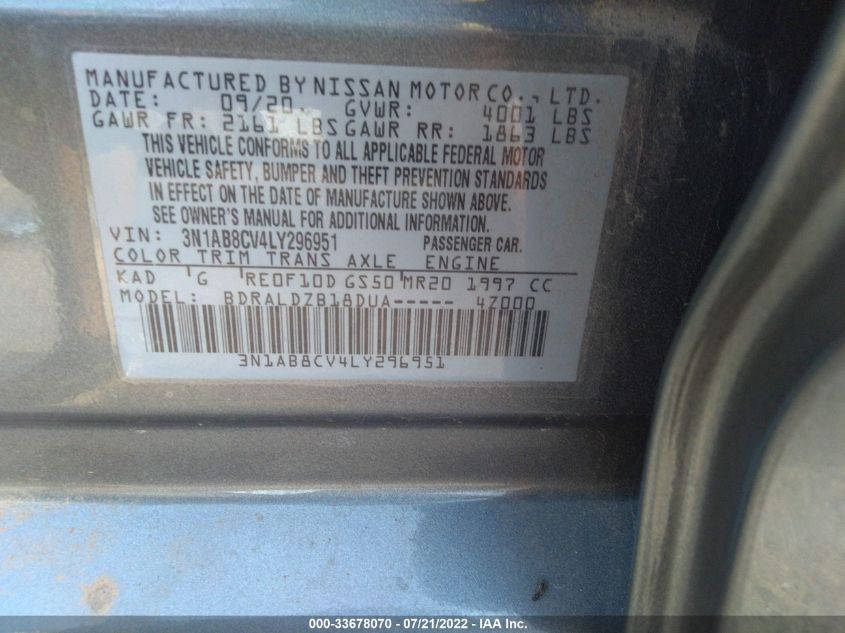 MANUFACTURED BY NISSAN MOTOR CO., LTD.
DATE: 09/20 GVWR: 4001 LBS
GAWR FR: 2161 LBS GAWR RR: 1863 LBS
THIS VEHICLE CONFORMS TO ALL APPLICABLE FEDERAL MOTOR
VEHICLE SAFETY, BUMPER AND THEFT PREVENTION STANDARDS
IN EFFECT ON THE DATE OF MANUFACTURE SHOWN ABOVE.
SEE OWNER'S MANUAL FOR ADDITIONAL INFORMATION.
VIN: 3N1AB8CV4LY296951 PASSENGER CAR.
COLOR TRIM TRANS AXLE ENGINE
KAD G RE0F10D GS50 MR20 1997 CC
MODEL: BDRALDZB18DUA----- 4Z000
3N1AB8CV4LY296951
000-33678070 / 07/21/2022 - IAA Inc.